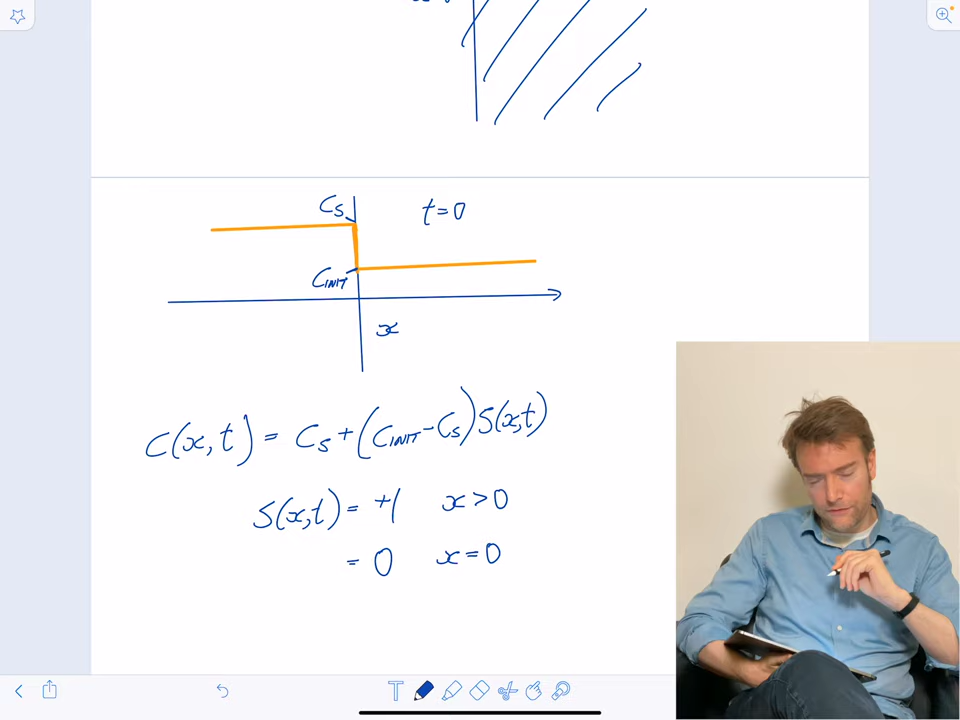 Cs
t=0
CINIT
x
C(x,t) = Cs+(CINIT-Cs)S(x,t)
S(x,t)= +1 x>0
= 0 x=0
T